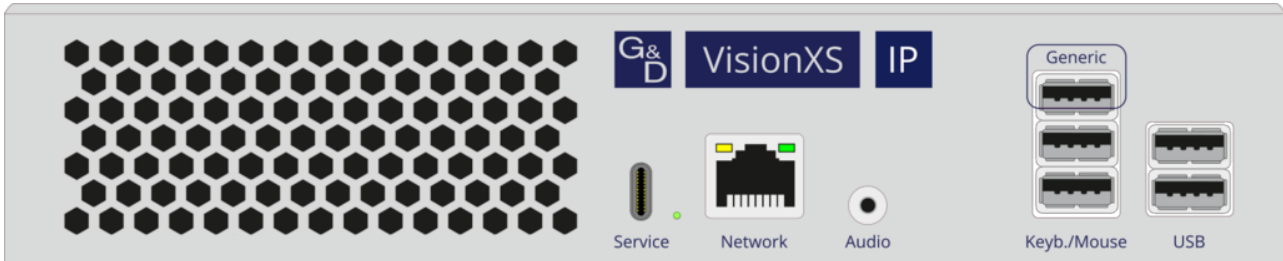 G&D VisionXS IP
Generic
Service Network Audio Keyb./Mouse USB